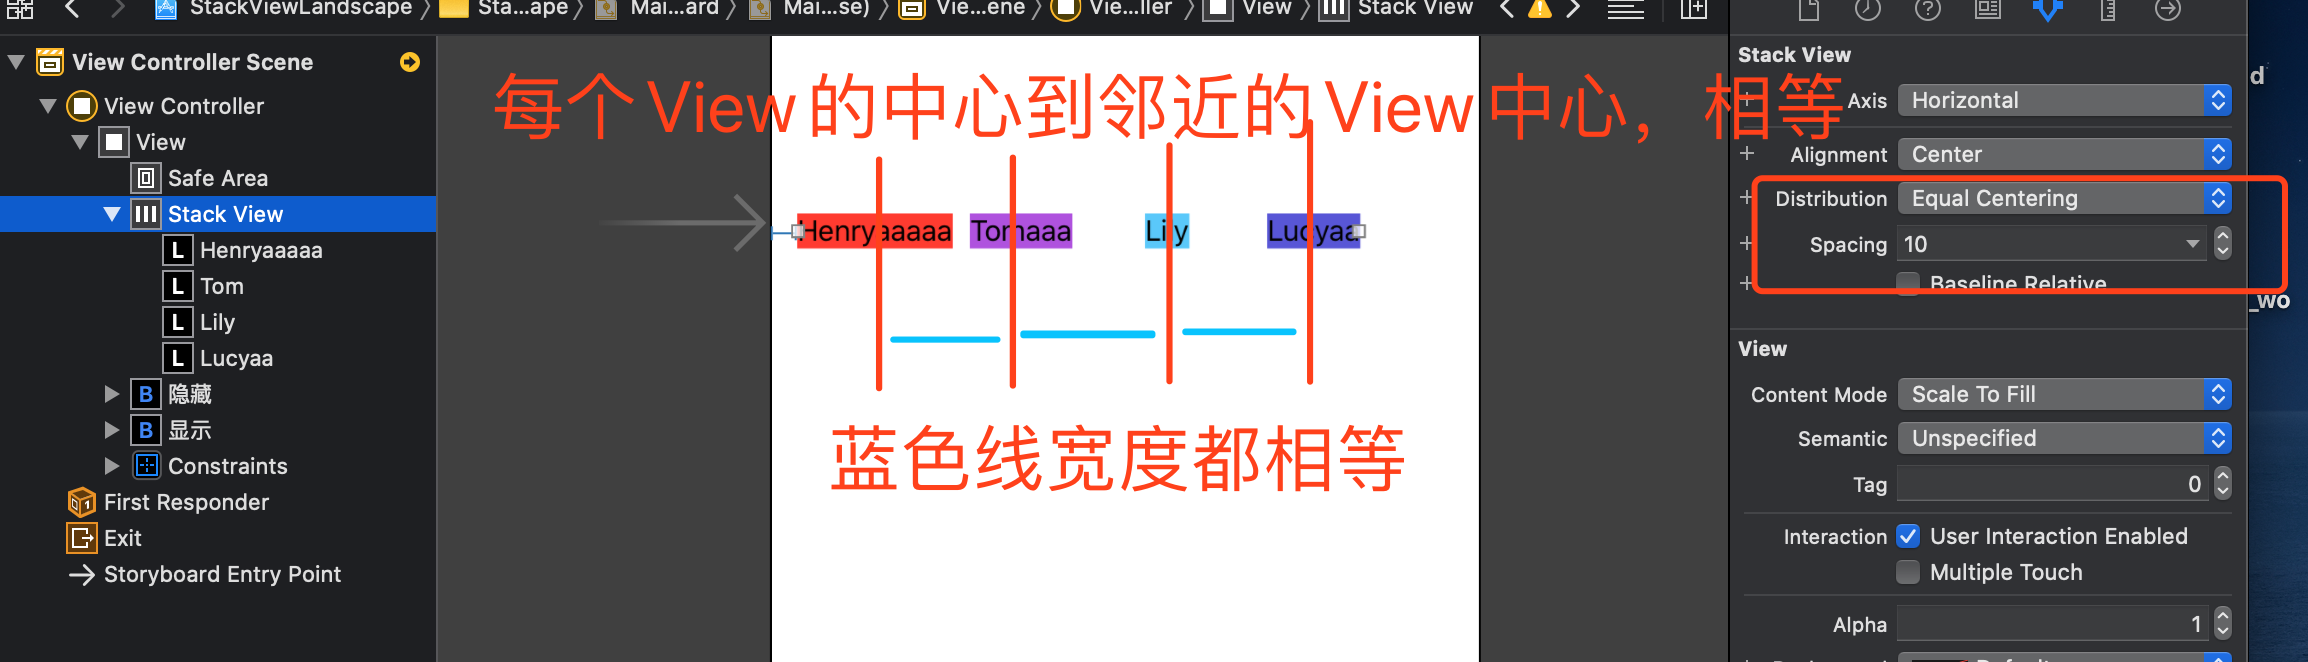 StackViewLandscape
Sta...ape
Mai...ard
Mai...se)
Vie...ene
Vie...ller
View
Stack View
View Controller Scene
View Controller
View
Safe Area
Stack View
L Henryaaaaa
L Tom
L Lily
L Lucyaa
B 隐藏
B 显示
Constraints
First Responder
Exit
Storyboard Entry Point
每个View的中心到邻近的View中心，相等
Henryaaaaa Tomaaa Lily Lucyaa
蓝色线宽度都相等
Stack View
Axis Horizontal
Alignment Center
Distribution Equal Centering
Spacing 10
Baseline Relative
View
Content Mode Scale To Fill
Semantic Unspecified
Tag 0
Interaction User Interaction Enabled
Multiple Touch
Alpha 1
d
_wo